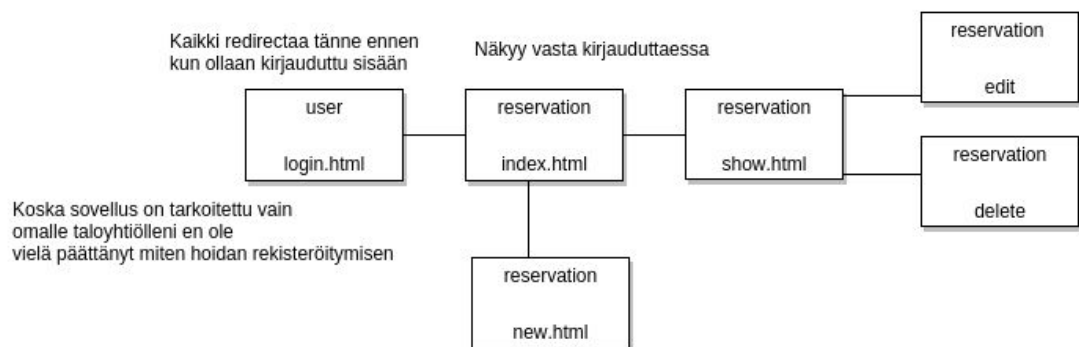 Kaikki redirectaa tänne ennen
kun ollaan kirjauduttu sisään
Näkyy vasta kirjauduttaessa
user
login.html
reservation
index.html
reservation
show.html
reservation
edit
reservation
delete
Koska sovellus on tarkoitettu vain
omalle taloyhtiölleni en ole
vielä päättänyt miten hoidan rekisteröitymisen
reservation
new.html